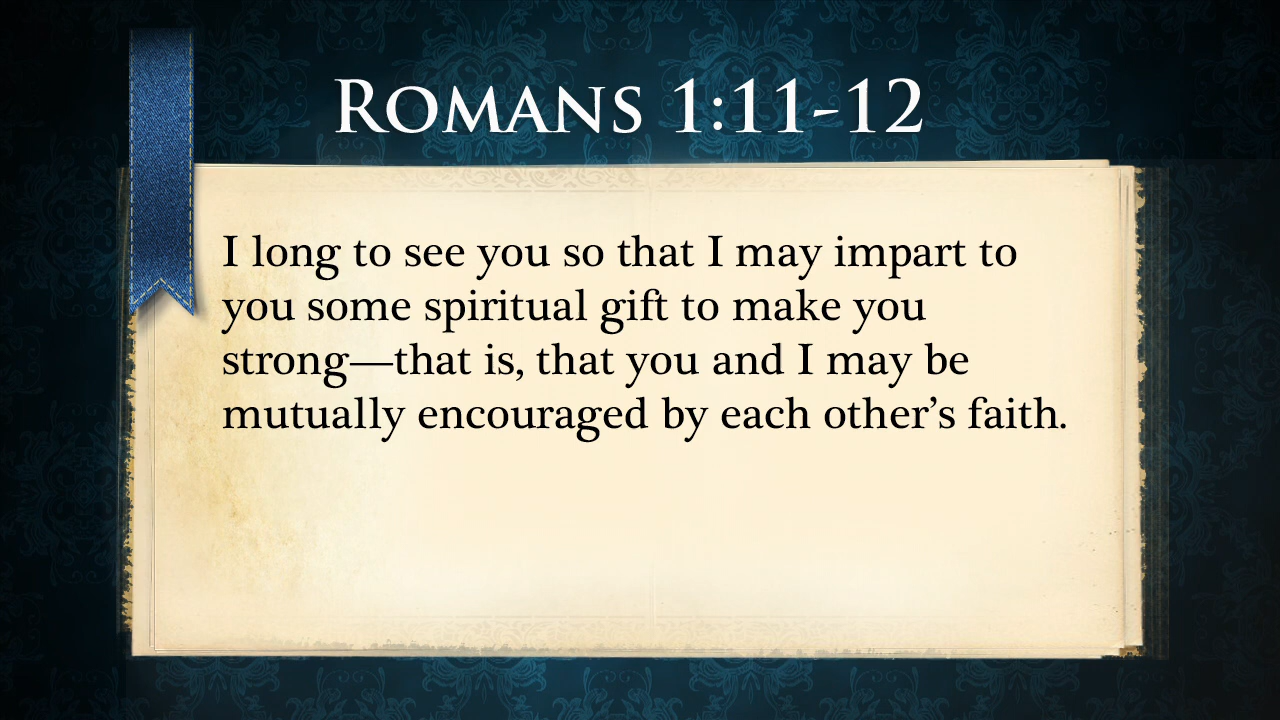 Romans 1:11-12
I long to see you so that I may impart to
you some spiritual gift to make you
strong—that is, that you and I may be
mutually encouraged by each other’s faith.